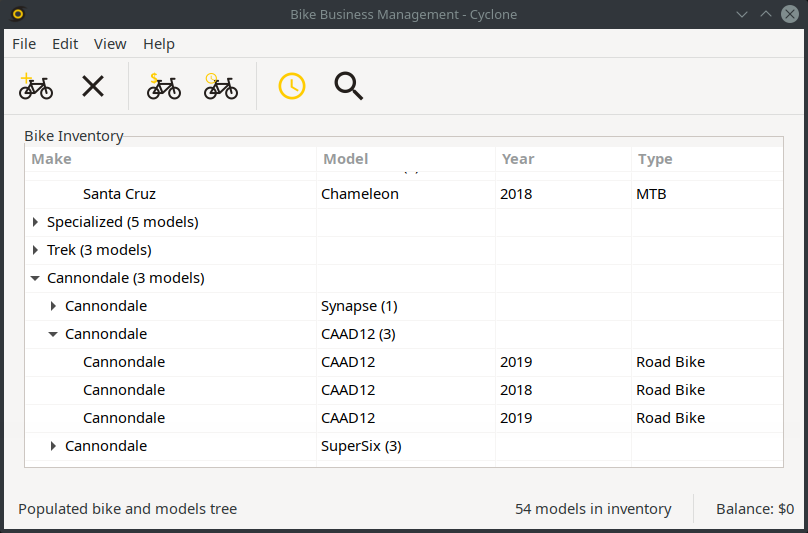 Bike Business Management - Cyclone
File Edit View Help
Bike Inventory
Make Model Year Type
Santa Cruz Chameleon 2018 MTB
Specialized (5 models)
Trek (3 models)
Cannondale (3 models)
Cannondale Synapse (1)
Cannondale CAAD12 (3)
Cannondale CAAD12 2019 Road Bike
Cannondale CAAD12 2018 Road Bike
Cannondale CAAD12 2019 Road Bike
Cannondale SuperSix (3)
Populated bike and models tree 54 models in inventory Balance: $0